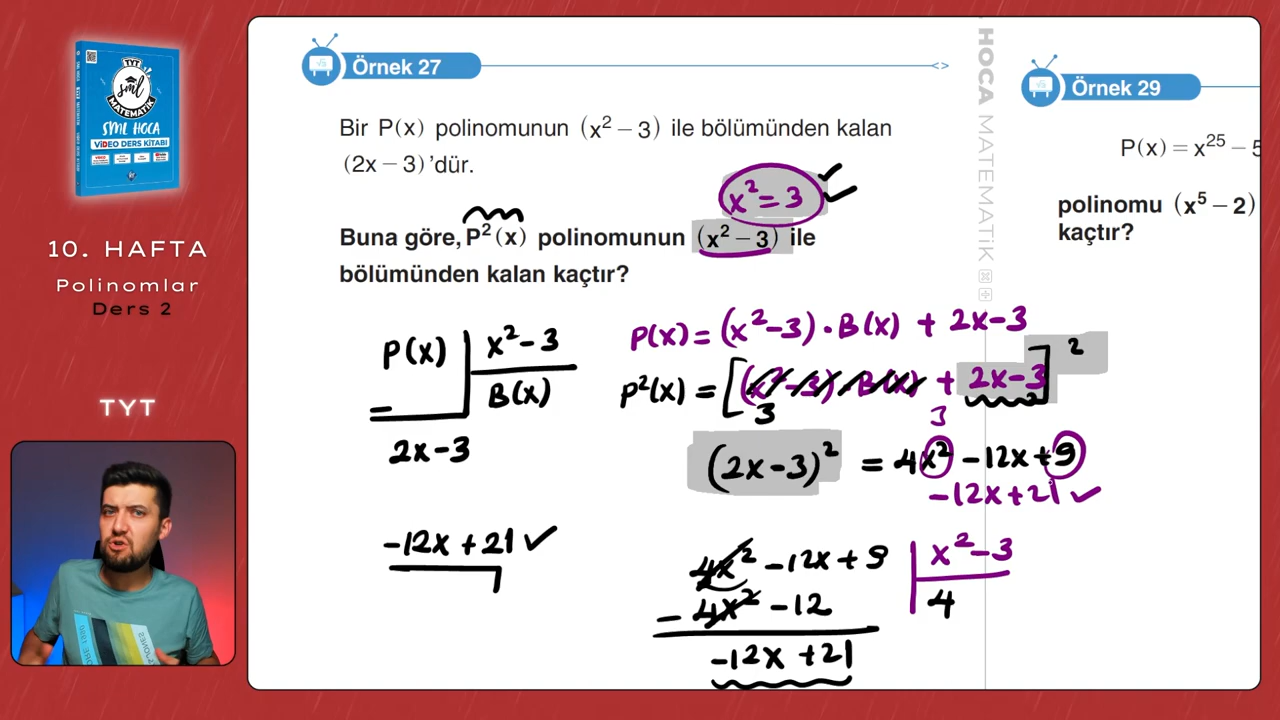 TYT
sml
MATEMATİK
SML HOCA
VİDEO DERS KİTABI
10. HAFTA
Polinomlar
Ders 2
TYT
Örnek 27
Bir P(x) polinomunun (x² − 3) ile bölümünden kalan
(2x − 3)'dür.
x² = 3 ✓ ✓
Buna göre, P²(x) polinomunun (x² − 3) ile
bölümünden kalan kaçtır?
P(x) | x² − 3
B(x)
2x − 3
−12x + 21 ✓
P(x) = (x² − 3) · B(x) + 2x − 3
P²(x) = [(x² − 3) · B(x) + 2x − 3]²
3
3
(2x − 3)² = 4x² − 12x + 9
−12x + 21 ✓
4x² − 12x + 9 | x² − 3
− 4x² − 12
4
−12x + 21
HOCA MATEMATİK
Örnek 29
P(x) = x²⁵ − 5
polinomu (x⁵ − 2)
kaçtır?